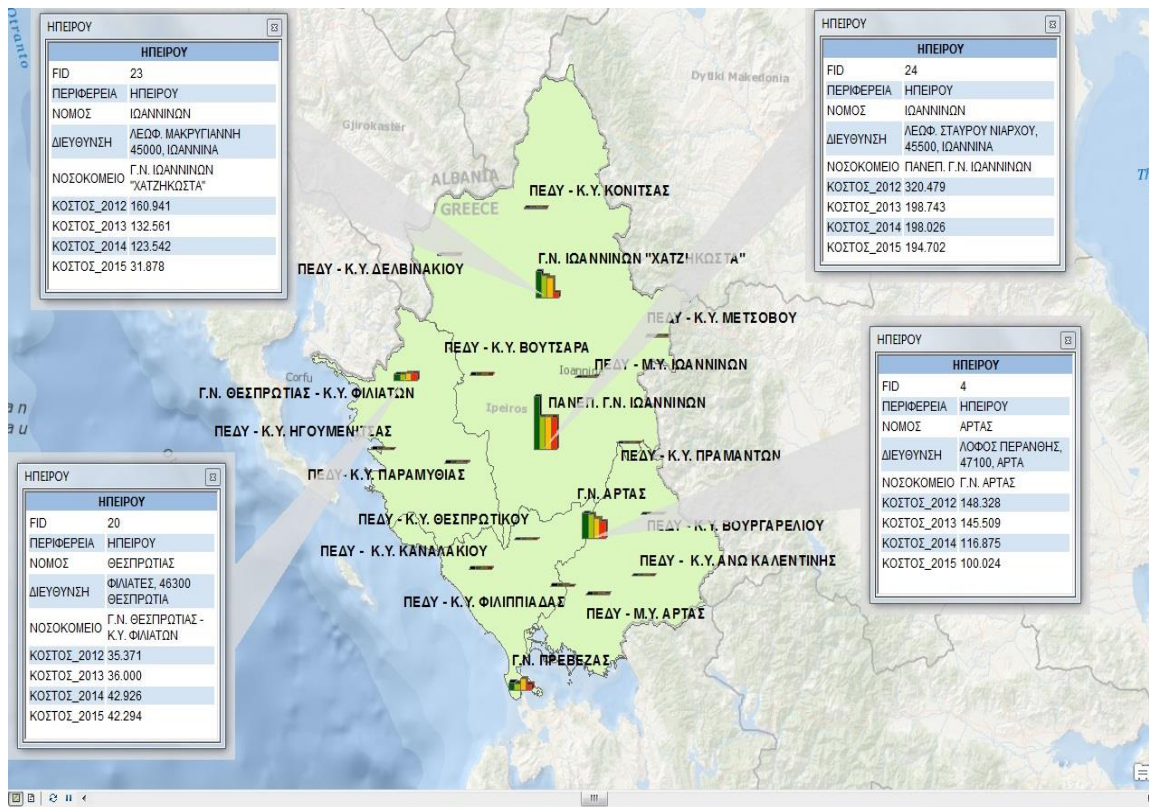 ΗΠΕΙΡΟΥ
ΗΠΕΙΡΟΥ
FID 23
ΠΕΡΙΦΕΡΕΙΑ ΗΠΕΙΡΟΥ
ΝΟΜΟΣ ΙΩΑΝΝΙΝΩΝ
ΔΙΕΥΘΥΝΣΗ ΛΕΩΦ. ΜΑΚΡΥΓΙΑΝΝΗ
45000, ΙΩΑΝΝΙΝΑ
ΝΟΣΟΚΟΜΕΙΟ Γ.Ν. ΙΩΑΝΝΙΝΩΝ
"ΧΑΤΖΗΚΩΣΤΑ"
ΚΟΣΤΟΣ_2012 160.941
ΚΟΣΤΟΣ_2013 132.561
ΚΟΣΤΟΣ_2014 123.542
ΚΟΣΤΟΣ_2015 31.878
ΗΠΕΙΡΟΥ
ΗΠΕΙΡΟΥ
FID 24
ΠΕΡΙΦΕΡΕΙΑ ΗΠΕΙΡΟΥ
ΝΟΜΟΣ ΙΩΑΝΝΙΝΩΝ
ΔΙΕΥΘΥΝΣΗ ΛΕΩΦ. ΣΤΑΥΡΟΥ ΝΙΑΡΧΟΥ,
45500, ΙΩΑΝΝΙΝΑ
ΝΟΣΟΚΟΜΕΙΟ ΠΑΝΕΠ. Γ.Ν. ΙΩΑΝΝΙΝΩΝ
ΚΟΣΤΟΣ_2012 320.479
ΚΟΣΤΟΣ_2013 198.743
ΚΟΣΤΟΣ_2014 198.026
ΚΟΣΤΟΣ_2015 194.702
Otranto
Dytiki Makedonia
Gjirokastër
ALBANIA
GREECE
ΠΕΔΥ - Κ.Υ. ΚΟΝΙΤΣΑΣ
Γ.Ν. ΙΩΑΝΝΙΝΩΝ "ΧΑΤΖΗΚΩΣΤΑ"
ΠΕΔΥ - Κ.Υ. ΔΕΛΒΙΝΑΚΙΟΥ
ΠΕΔΥ - Κ.Υ. ΜΕΤΣΟΒΟΥ
ΠΕΔΥ - Κ.Υ. ΒΟΥΤΣΑΡΑ
ΠΕΔΥ - Μ.Υ. ΙΩΑΝΝΙΝΩΝ
Corfu
Γ.Ν. ΘΕΣΠΡΩΤΙΑΣ - Κ.Υ. ΦΙΛΙΑΤΩΝ
Ipeiros
ΠΑΝΕΠ. Γ.Ν. ΙΩΑΝΝΙΝΩΝ
ΠΕΔΥ - Κ.Υ. ΗΓΟΥΜΕΝΙΤΣΑΣ
ΠΕΔΥ - Κ.Υ. ΠΡΑΜΑΝΤΩΝ
ΠΕΔΥ - Κ.Υ. ΠΑΡΑΜΥΘΙΑΣ
Γ.Ν. ΑΡΤΑΣ
ΠΕΔΥ - Κ.Υ. ΘΕΣΠΡΩΤΙΚΟΥ
ΠΕΔΥ - Κ.Υ. ΒΟΥΡΓΑΡΕΛΙΟΥ
ΠΕΔΥ - Κ.Υ. ΚΑΝΑΛΑΚΙΟΥ
ΠΕΔΥ - Κ.Υ. ΑΝΩ ΚΑΛΕΝΤΙΝΗΣ
ΠΕΔΥ - Κ.Υ. ΦΙΛΙΠΠΙΑΔΑΣ
ΠΕΔΥ - Μ.Υ. ΑΡΤΑΣ
Γ.Ν. ΠΡΕΒΕΖΑΣ
ΗΠΕΙΡΟΥ
ΗΠΕΙΡΟΥ
FID 4
ΠΕΡΙΦΕΡΕΙΑ ΗΠΕΙΡΟΥ
ΝΟΜΟΣ ΑΡΤΑΣ
ΔΙΕΥΘΥΝΣΗ ΛΟΦΟΣ ΠΕΡΑΝΘΗΣ,
47100, ΑΡΤΑ
ΝΟΣΟΚΟΜΕΙΟ Γ.Ν. ΑΡΤΑΣ
ΚΟΣΤΟΣ_2012 148.328
ΚΟΣΤΟΣ_2013 145.509
ΚΟΣΤΟΣ_2014 116.875
ΚΟΣΤΟΣ_2015 100.024
ΗΠΕΙΡΟΥ
ΗΠΕΙΡΟΥ
FID 20
ΠΕΡΙΦΕΡΕΙΑ ΗΠΕΙΡΟΥ
ΝΟΜΟΣ ΘΕΣΠΡΩΤΙΑΣ
ΔΙΕΥΘΥΝΣΗ ΦΙΛΙΑΤΕΣ, 46300
ΘΕΣΠΡΩΤΙΑ
ΝΟΣΟΚΟΜΕΙΟ Γ.Ν. ΘΕΣΠΡΩΤΙΑΣ -
Κ.Υ. ΦΙΛΙΑΤΩΝ
ΚΟΣΤΟΣ_2012 35.371
ΚΟΣΤΟΣ_2013 36.000
ΚΟΣΤΟΣ_2014 42.926
ΚΟΣΤΟΣ_2015 42.294